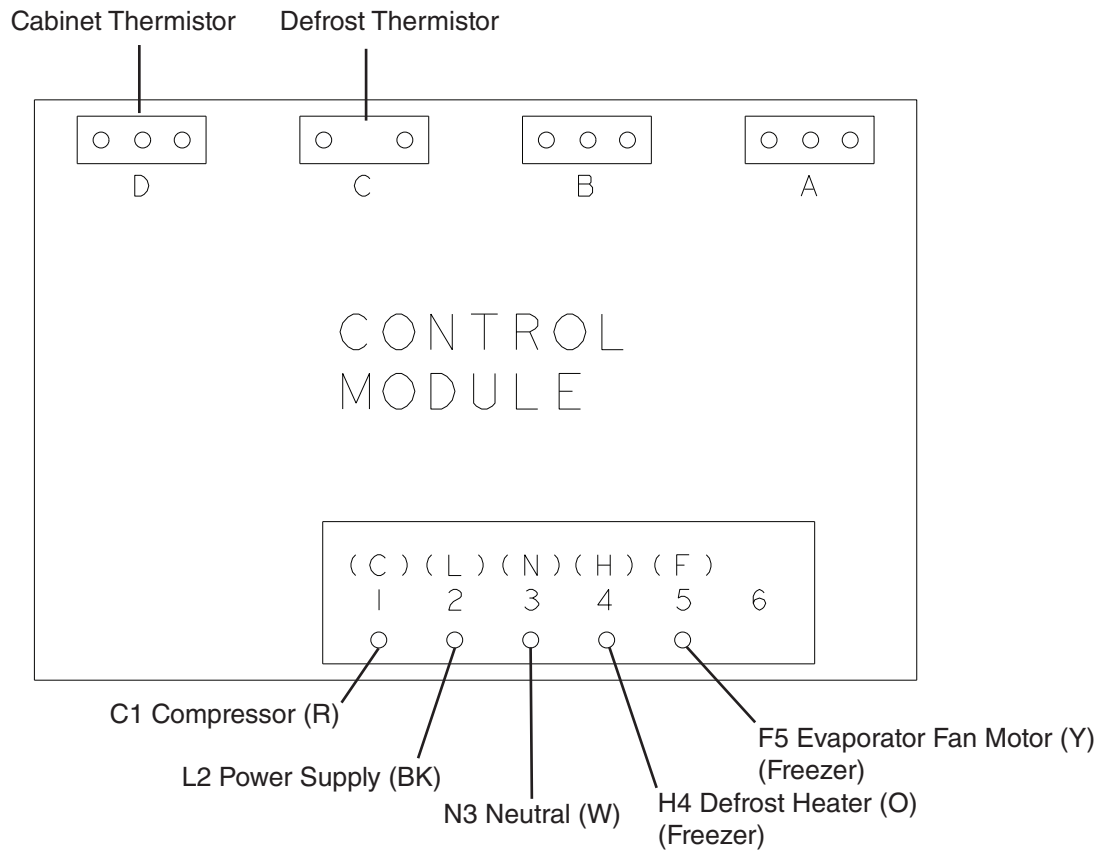 Cabinet Thermistor
Defrost Thermistor
D
C
B
A
CONTROL
MODULE
(C) (L) (N) (H) (F)
1 2 3 4 5 6
C1 Compressor (R)
L2 Power Supply (BK)
N3 Neutral (W)
H4 Defrost Heater (O)
(Freezer)
F5 Evaporator Fan Motor (Y)
(Freezer)